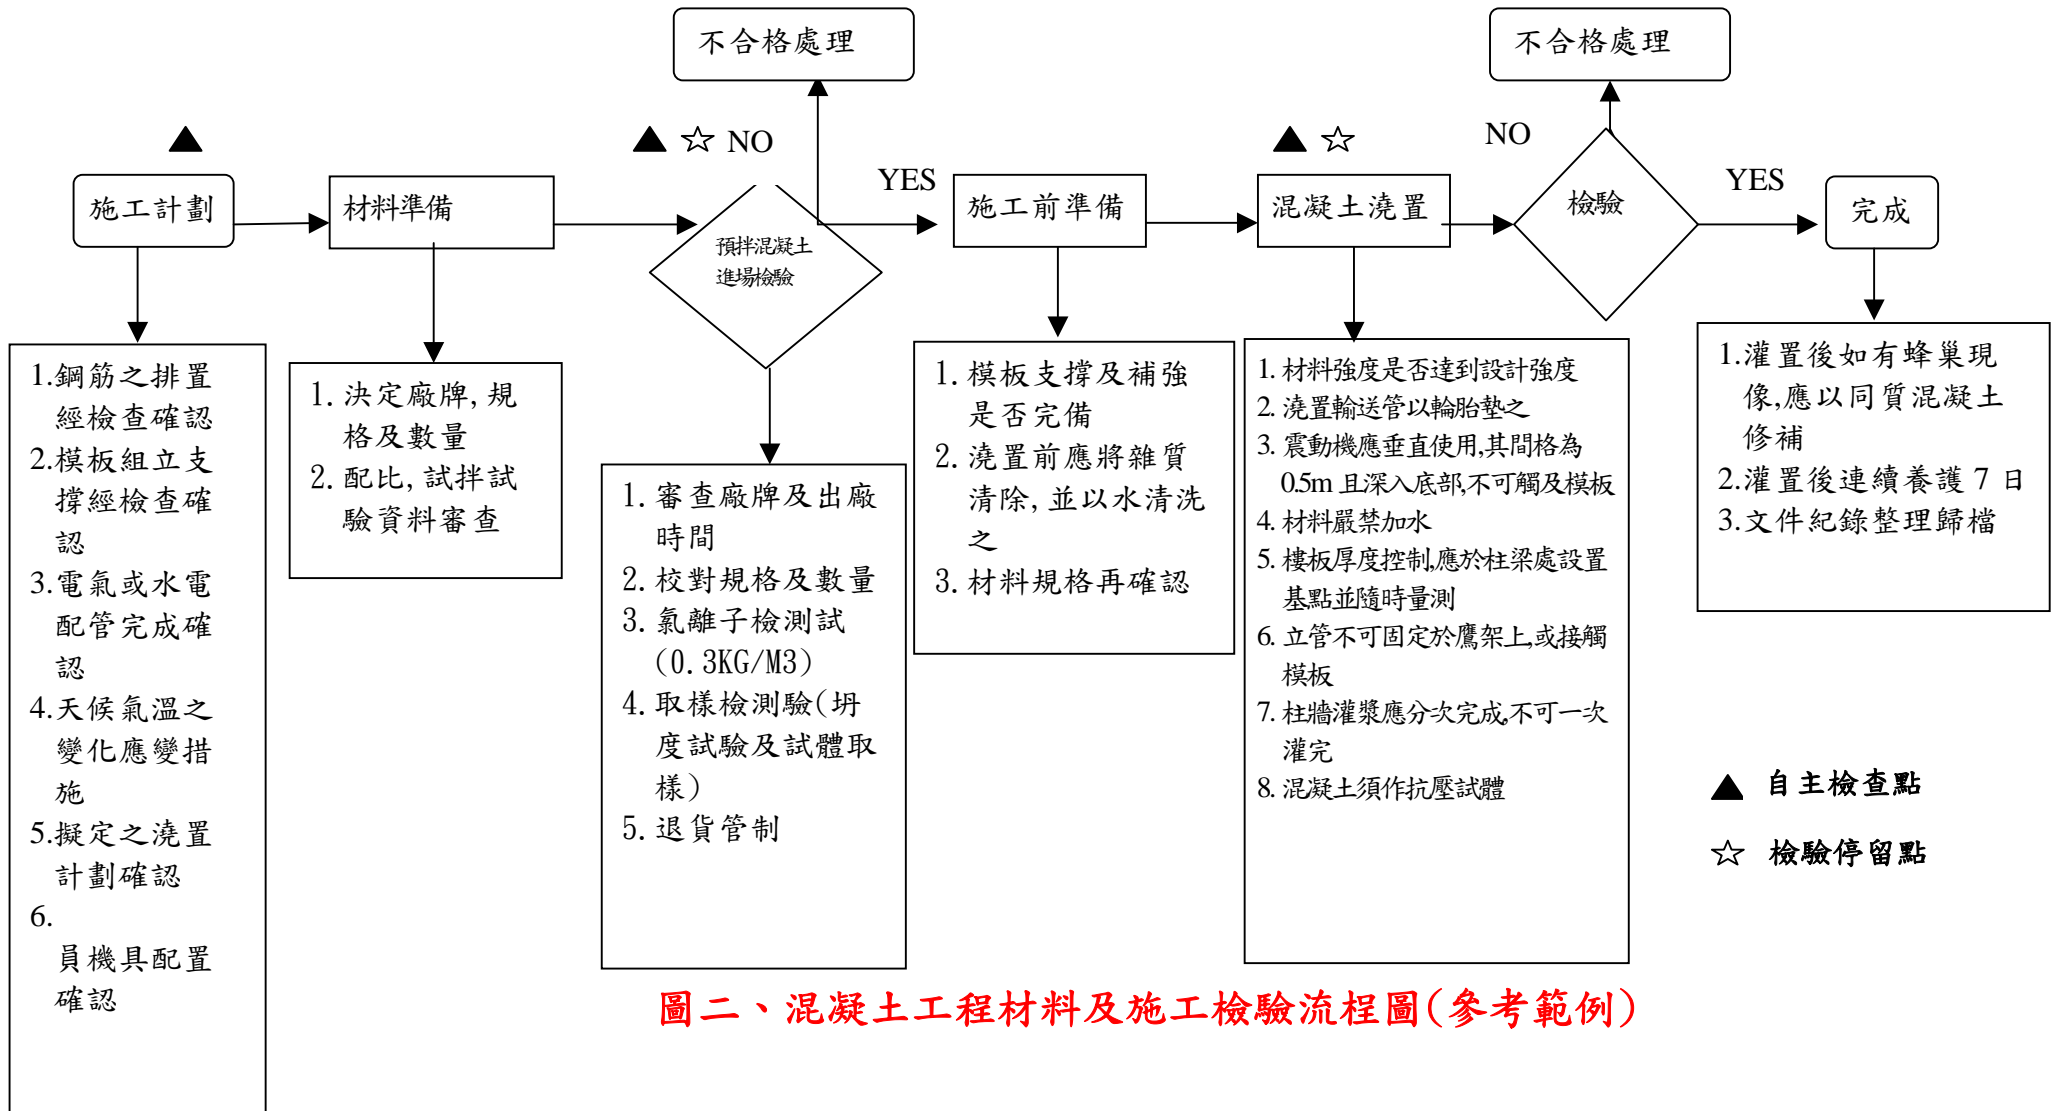 不合格處理
不合格處理
▲
▲ ☆ NO
▲ ☆
NO
YES
YES
施工計劃
材料準備
預拌混凝土
進場檢驗
施工前準備
混凝土澆置
檢驗
完成
1.鋼筋之排置
經檢查確認
2.模板組立支
撐經檢查確
認
3.電氣或水電
配管完成確
認
4.天候氣溫之
變化應變措
施
5.擬定之澆置
計劃確認
6.
員機具配置
確認
1. 決定廠牌, 規
格及數量
2. 配比, 試拌試
驗資料審查
1. 審查廠牌及出廠
時間
2. 校對規格及數量
3. 氯離子檢測試
(0.3KG/M3)
4. 取樣檢測驗(坍
度試驗及試體取
樣)
5. 退貨管制
1. 模板支撐及補強
是否完備
2. 澆置前應將雜質
清除, 並以水清洗
之
3. 材料規格再確認
1. 材料強度是否達到設計強度
2. 澆置輸送管以輪胎墊之
3. 震動機應垂直使用,其間格為
0.5m 且深入底部,不可觸及模板
4. 材料嚴禁加水
5. 樓板厚度控制,應於柱梁處設置
基點並隨時量測
6. 立管不可固定於鷹架上,或接觸
模板
7. 柱牆灌漿應分次完成,不可一次
灌完
8. 混凝土須作抗壓試體
1.灌置後如有蜂巢現
像,應以同質混凝土
修補
2.灌置後連續養護 7 日
3.文件紀錄整理歸檔
▲ 自主檢查點
☆ 檢驗停留點
圖二、混凝土工程材料及施工檢驗流程圖(參考範例)